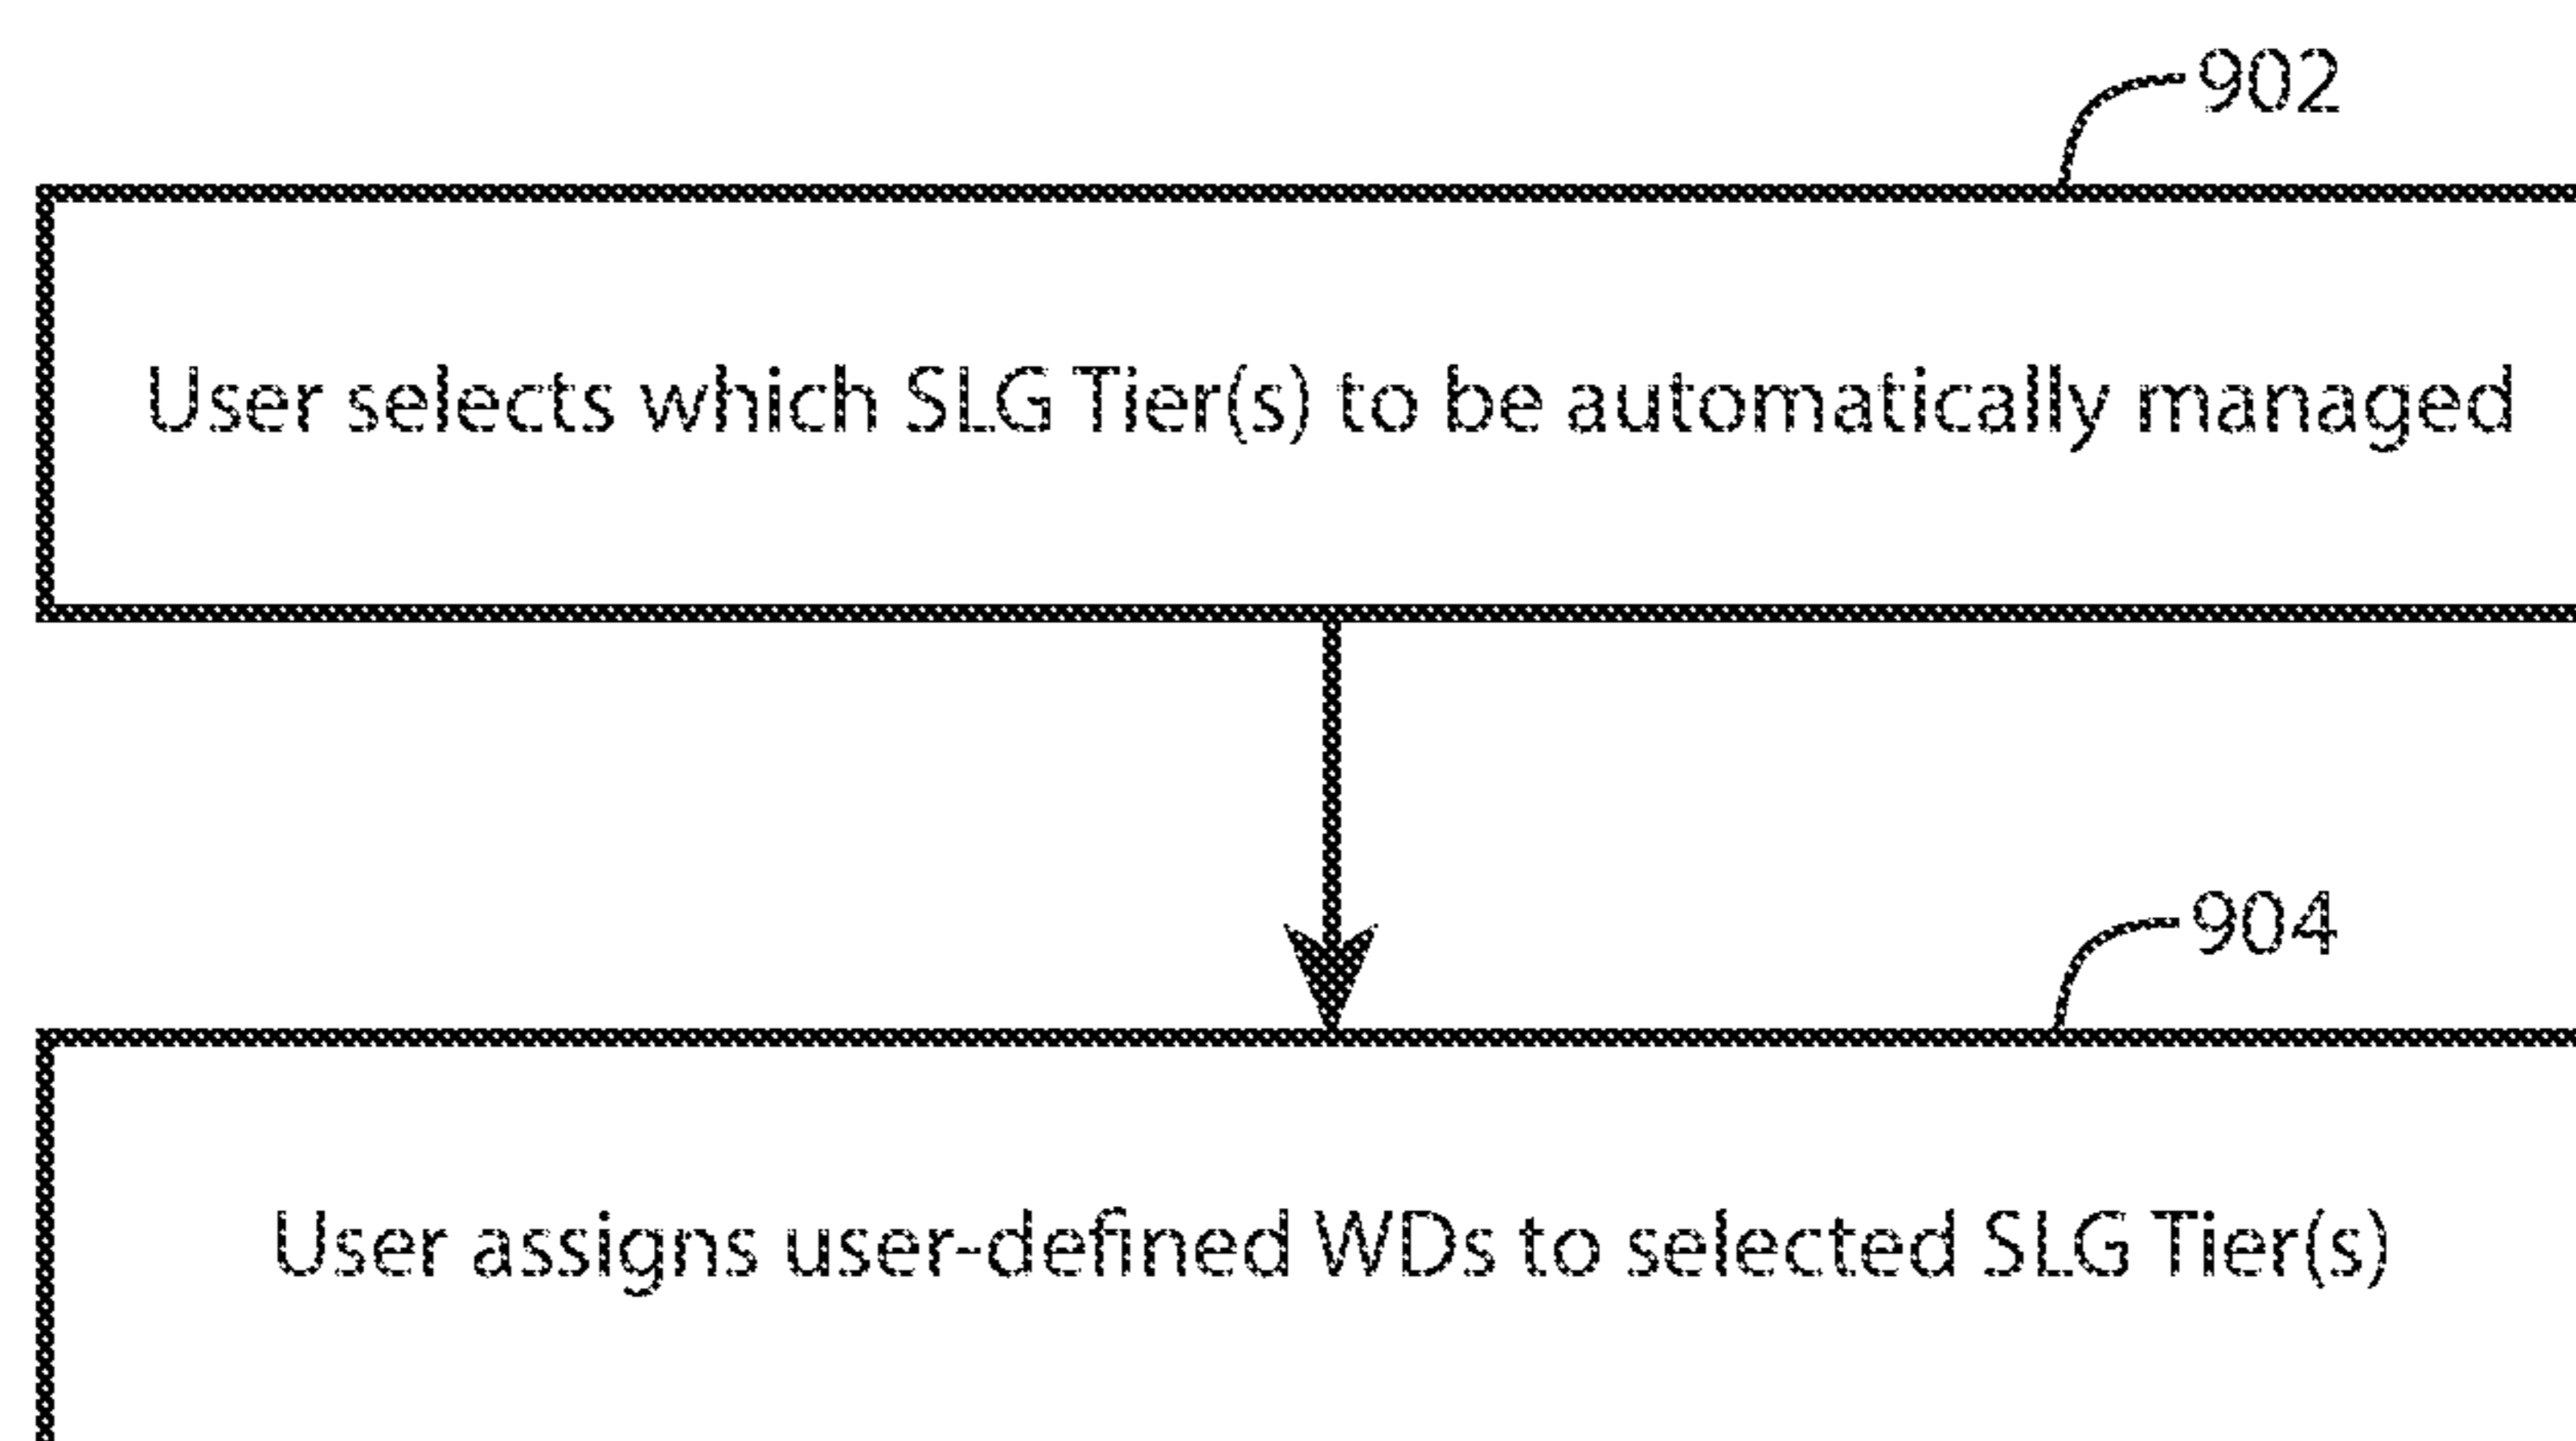 902
User selects which SLG Tier(s) to be automatically managed
904
User assigns user-defined WDs to selected SLG Tier(s)